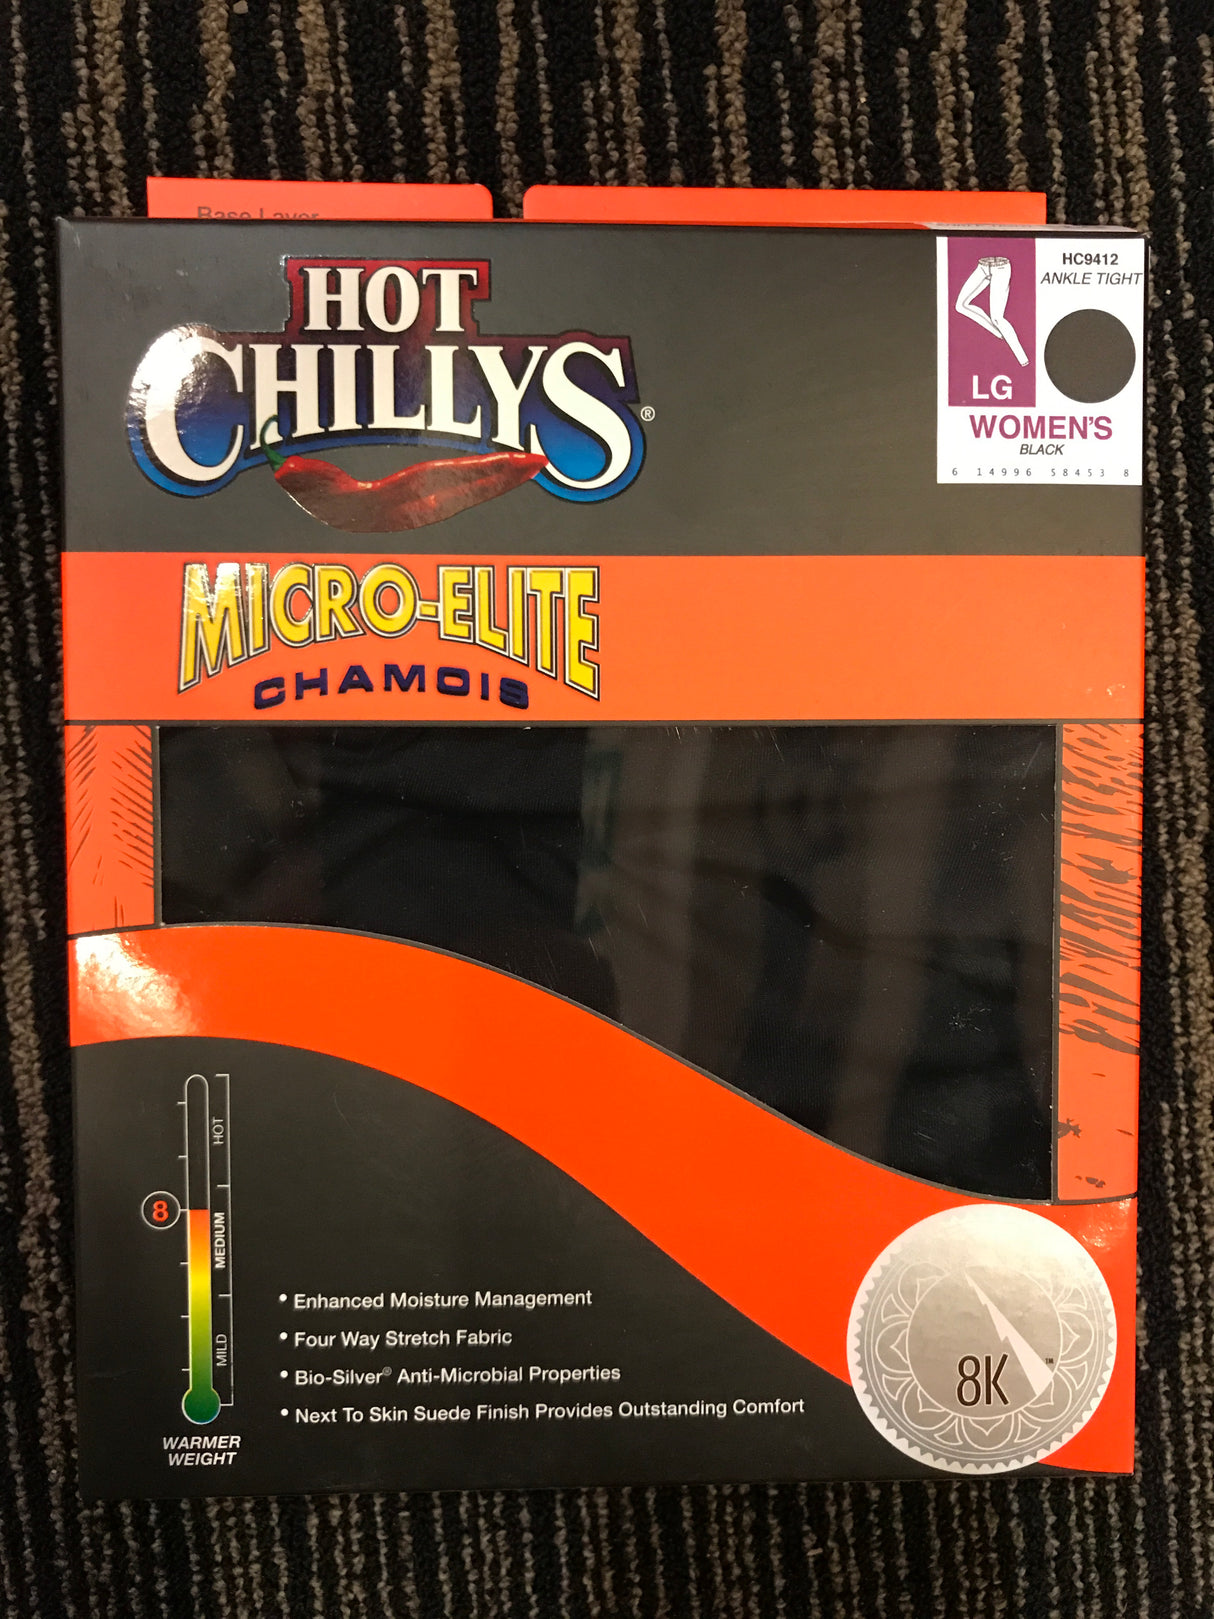 Base Layer
HOT
CHILLYS®
HC9412
ANKLE TIGHT
LG
WOMEN'S
BLACK
6 14996 58453 8
MICRO-ELITE
CHAMOIS
HOT
8
MEDIUM
MILD
WARMER
WEIGHT
• Enhanced Moisture Management
• Four Way Stretch Fabric
• Bio-Silver® Anti-Microbial Properties
• Next To Skin Suede Finish Provides Outstanding Comfort
8K™